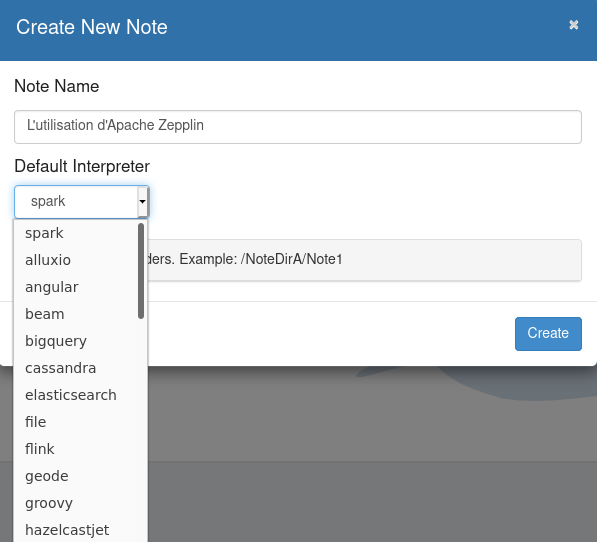 Create New Note
Note Name
L'utilisation d'Apache Zepplin
Default Interpreter
spark
spark
alluxio
angular
beam
bigquery
cassandra
elasticsearch
file
flink
geode
groovy
hazelcastjet
. Example: /NoteDirA/Note1
Create